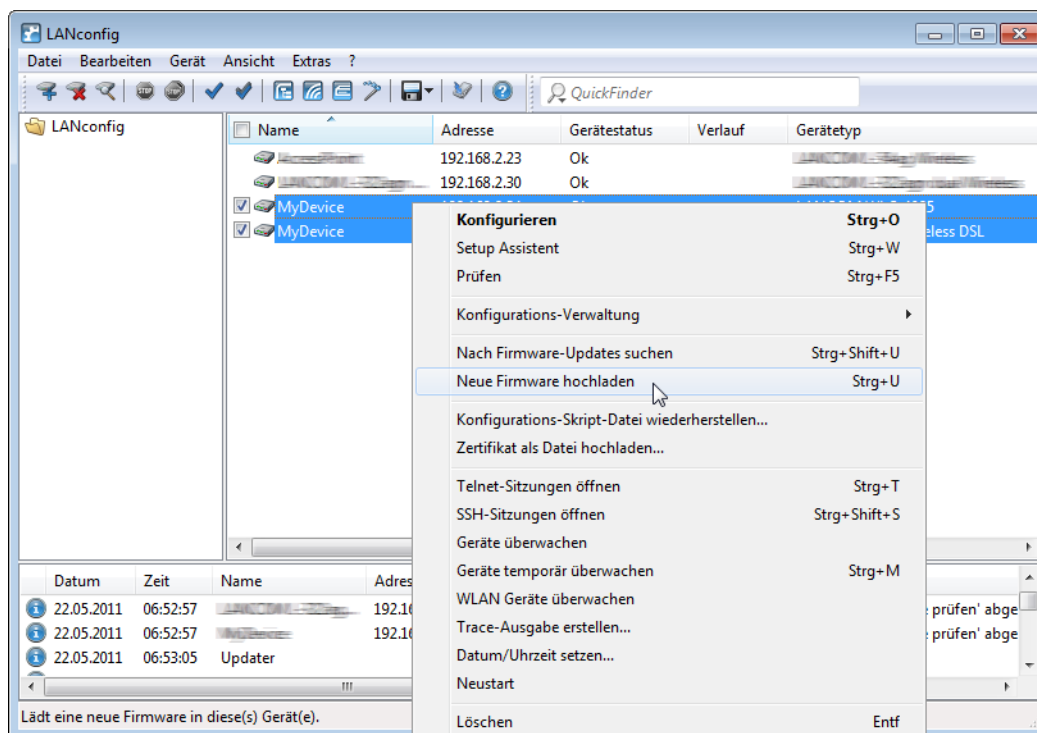 LANconfig
Datei Bearbeiten Gerät Ansicht Extras ?
QuickFinder
LANconfig
Name Adresse Gerätestatus Verlauf Gerätetyp
192.168.2.23 Ok
192.168.2.30 Ok
MyDevice
MyDevice eless DSL
Konfigurieren Strg+O
Setup Assistent Strg+W
Prüfen Strg+F5
Konfigurations-Verwaltung
Nach Firmware-Updates suchen Strg+Shift+U
Neue Firmware hochladen Strg+U
Konfigurations-Skript-Datei wiederherstellen...
Zertifikat als Datei hochladen...
Telnet-Sitzungen öffnen Strg+T
SSH-Sitzungen öffnen Strg+Shift+S
Geräte überwachen
Geräte temporär überwachen Strg+M
WLAN Geräte überwachen
Trace-Ausgabe erstellen...
Datum/Uhrzeit setzen...
Neustart
Löschen Entf
Datum Zeit Name Adres
22.05.2011 06:52:57 192.16 prüfen' abge
22.05.2011 06:52:57 192.16 prüfen' abge
22.05.2011 06:53:05 Updater
Lädt eine neue Firmware in diese(s) Gerät(e).